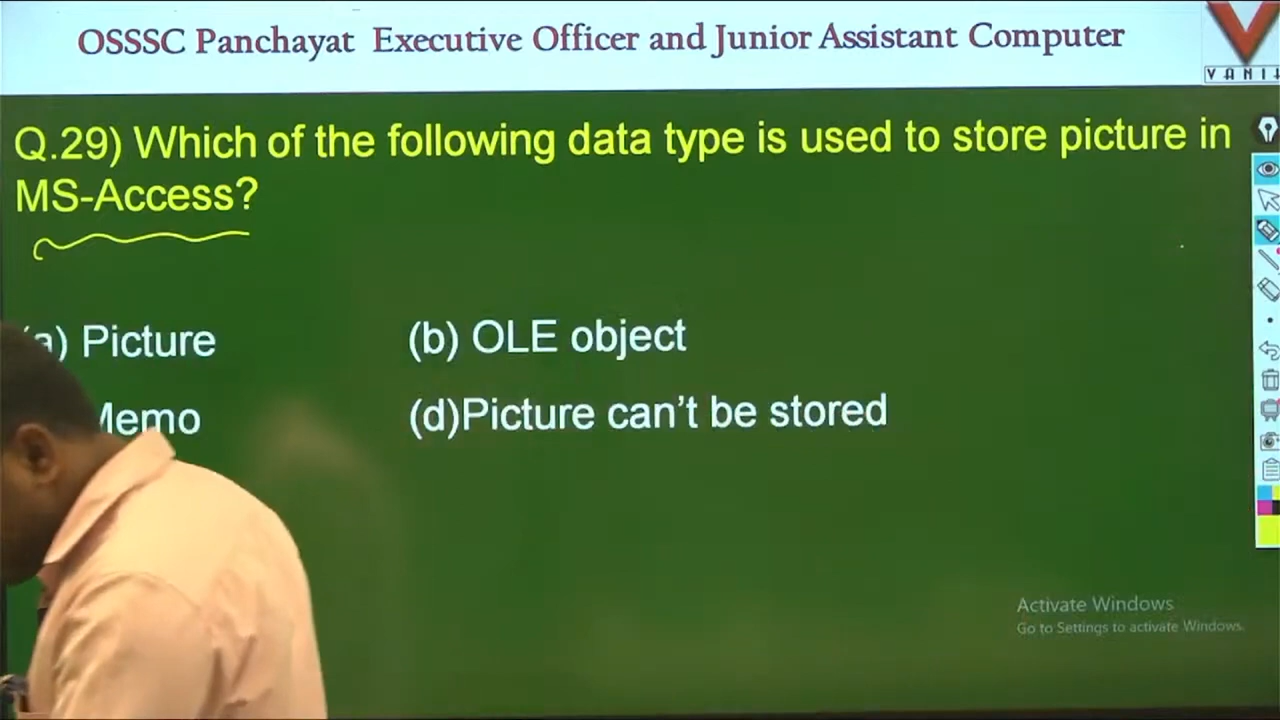 OSSSC Panchayat Executive Officer and Junior Assistant Computer
VANI
Q.29) Which of the following data type is used to store picture in
MS-Access?
a) Picture
(b) OLE object
Memo
(d)Picture can't be stored
Activate Windows
Go to Settings to activate Windows.